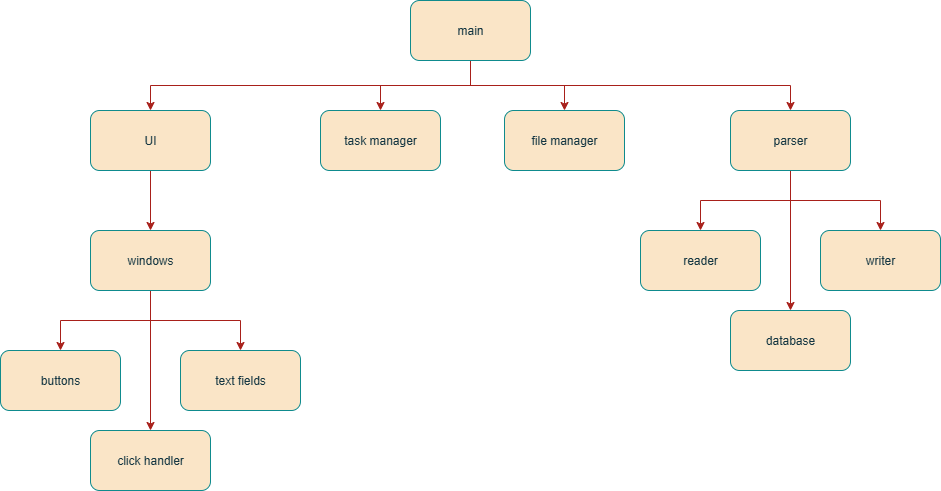 main
UI
task manager
file manager
parser
windows
reader
writer
database
buttons
text fields
click handler